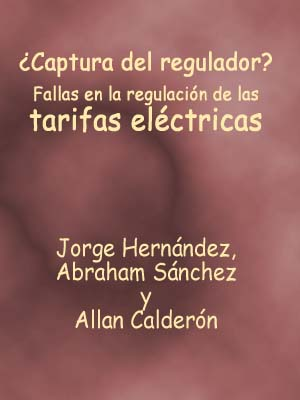 ¿Captura del regulador?
Fallas en la regulación de las
tarifas eléctricas
Jorge Hernández,
Abraham Sánchez
y
Allan Calderón